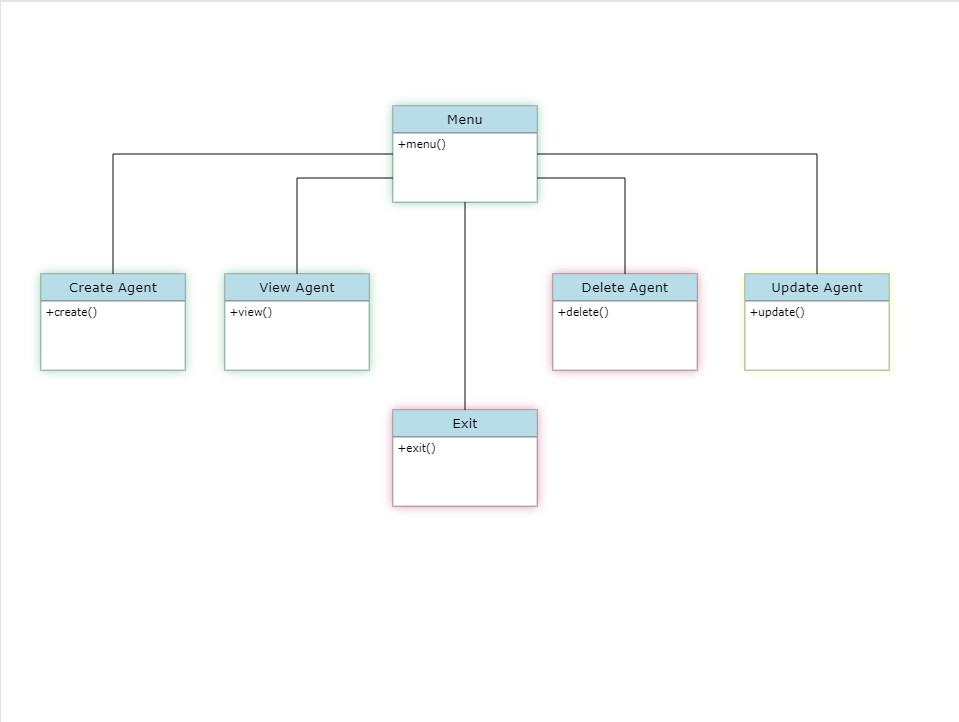 Menu
+menu()
Create Agent
+create()
View Agent
+view()
Delete Agent
+delete()
Update Agent
+update()
Exit
+exit()